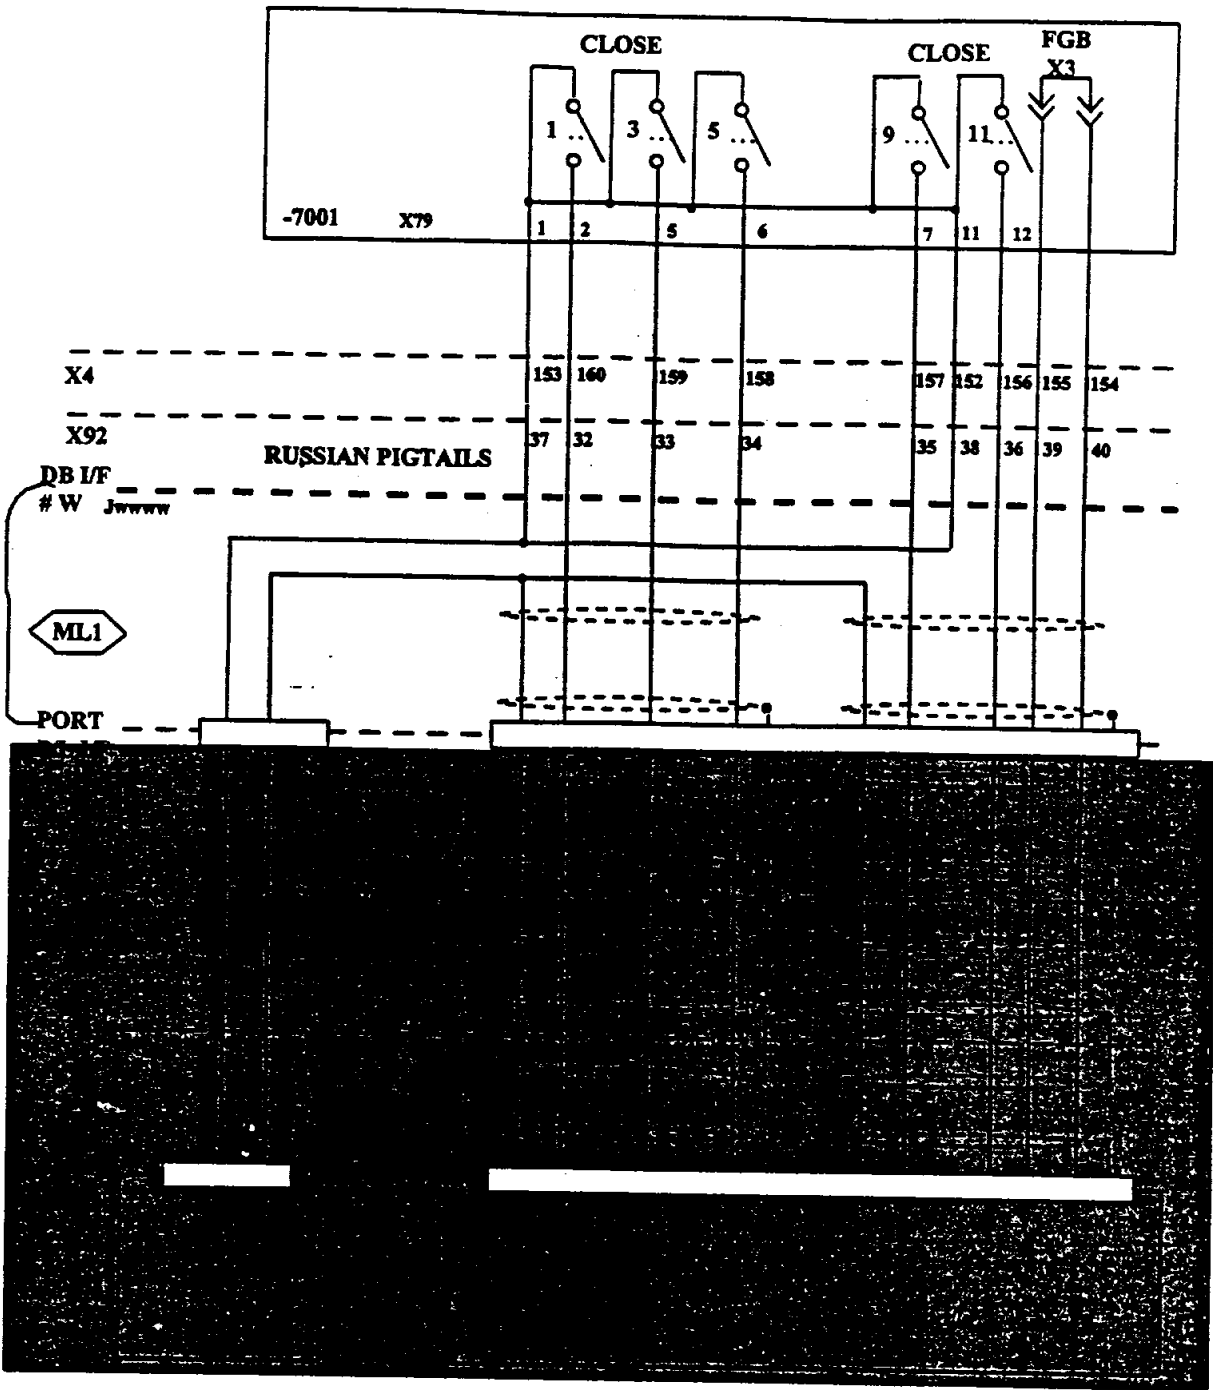 CLOSE CLOSE FGB
X3
1 3 5 9 11
-7001 X79 1 2 5 6 7 11 12
X4 153 160 159 158 157 152 156 155 154
X92 37 32 33 34 35 38 36 39 40
RUSSIAN PIGTAILS
DB I/F
# W Jwwww
ML1
PORT